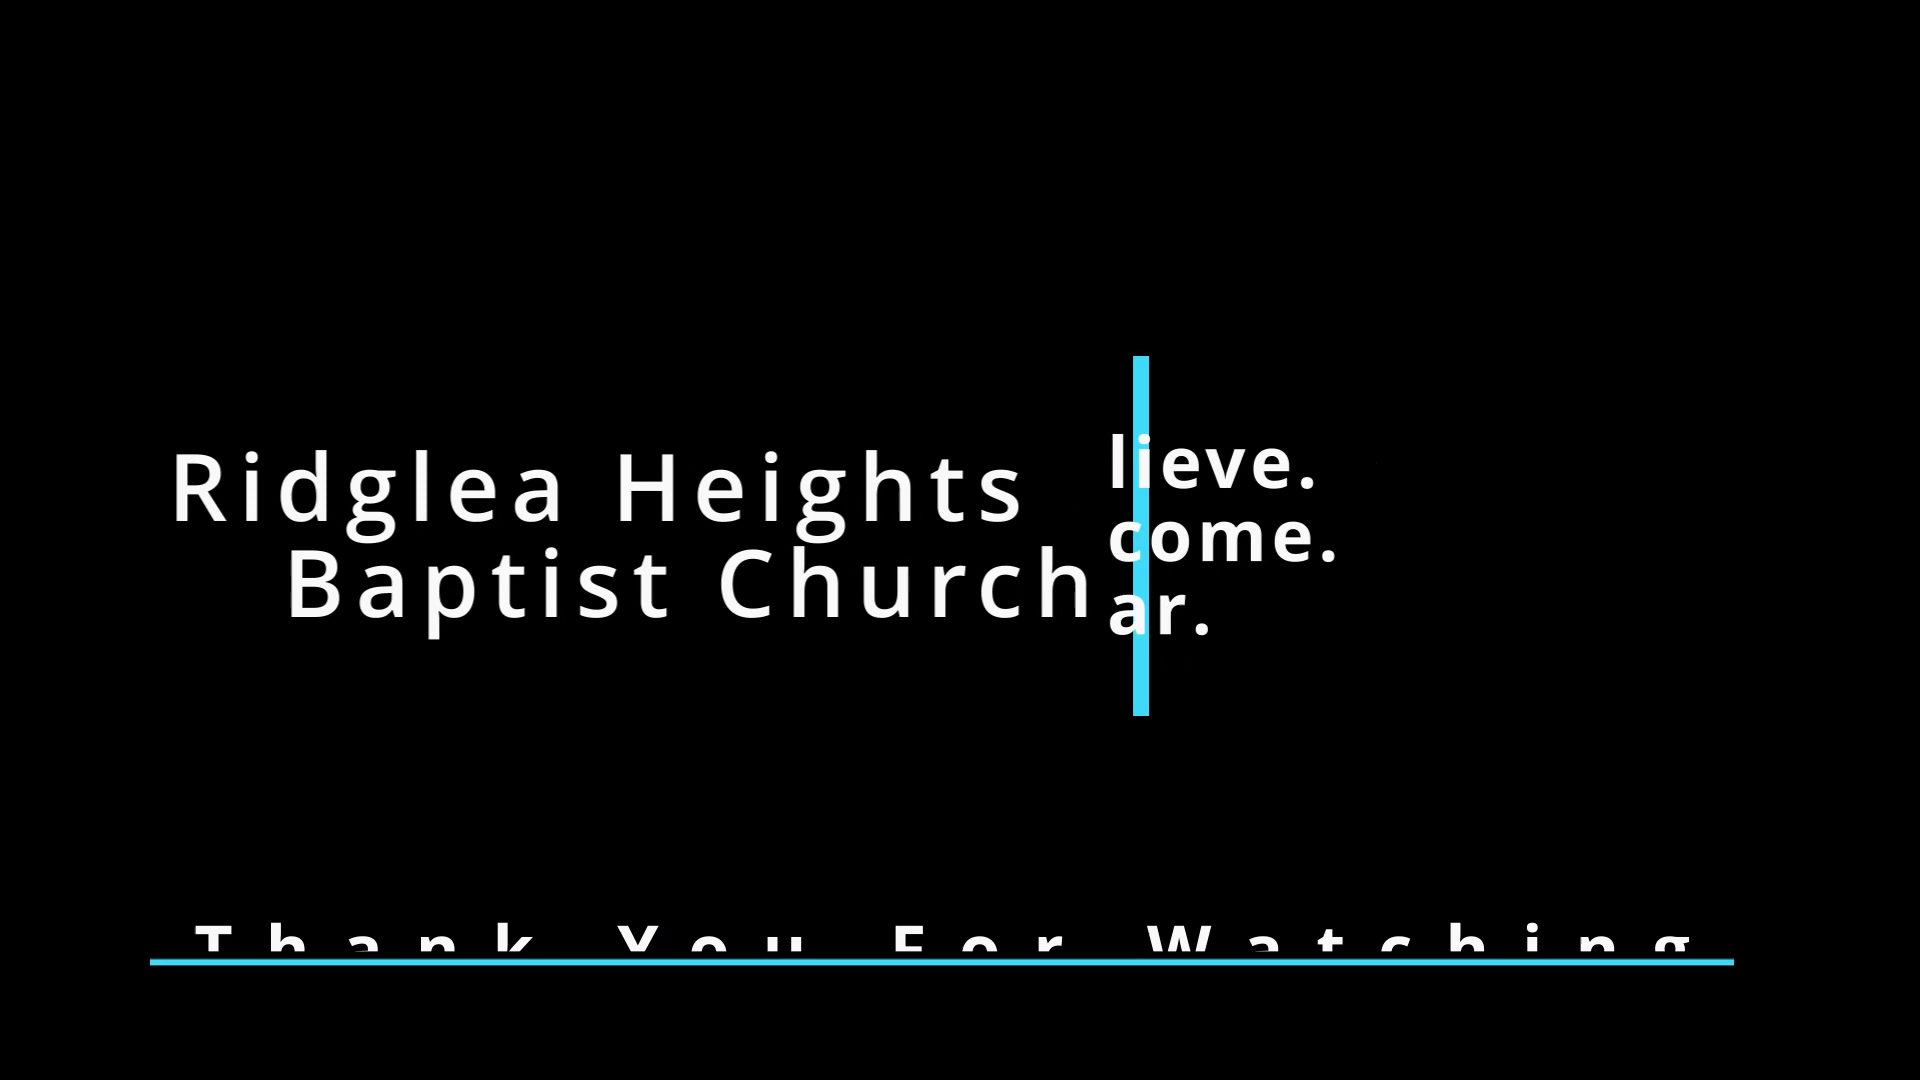 Ridglea Heights
Baptist Church
lieve.
come.
ar.
Thank You For Watching